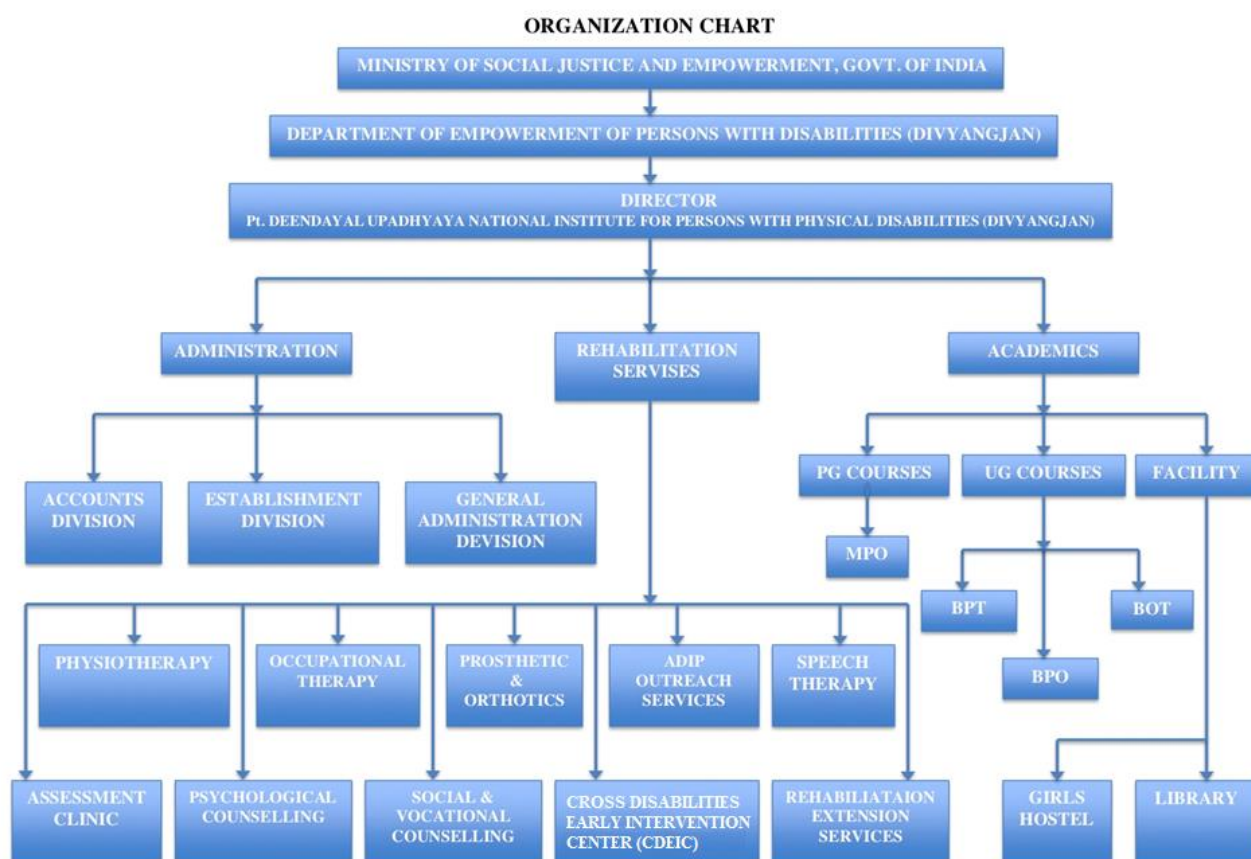 ORGANIZATION CHART
MINISTRY OF SOCIAL JUSTICE AND EMPOWERMENT, GOVT. OF INDIA
DEPARTMENT OF EMPOWERMENT OF PERSONS WITH DISABILITIES (DIVYANGJAN)
DIRECTOR
Pt. DEENDAYAL UPADHYAYA NATIONAL INSTITUTE FOR PERSONS WITH PHYSICAL DISABILITIES (DIVYANGJAN)
ADMINISTRATION
REHABILITATION
SERVISES
ACADEMICS
ACCOUNTS
DIVISION
ESTABLISHMENT
DIVISION
GENERAL
ADMINISTRATION
DEVISION
PG COURSES
UG COURSES
FACILITY
MPO
BPT
BOT
BPO
PHYSIOTHERAPY
OCCUPATIONAL
THERAPY
PROSTHETIC
&
ORTHOTICS
ADIP
OUTREACH
SERVICES
SPEECH
THERAPY
ASSESSMENT
CLINIC
PSYCHOLOGICAL
COUNSELLING
SOCIAL &
VOCATIONAL
COUNSELLING
CROSS DISABILITIES
EARLY INTERVENTION
CENTER (CDEIC)
REHABILIATAION
EXTENSION
SERVICES
GIRLS
HOSTEL
LIBRARY